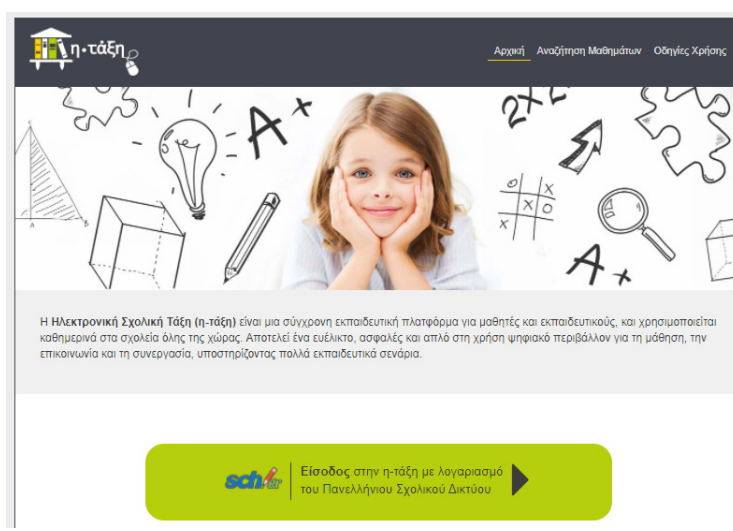 η·τάξη
Αρχική Αναζήτηση Μαθημάτων Οδηγίες Χρήσης
A+
2x2
A
o x
x o
x
A+
Η Ηλεκτρονική Σχολική Τάξη (η-τάξη) είναι μια σύγχρονη εκπαιδευτική πλατφόρμα για μαθητές και εκπαιδευτικούς, και χρησιμοποιείται
καθημερινά στα σχολεία όλης της χώρας. Αποτελεί ένα ευέλικτο, ασφαλές και απλό στη χρήση ψηφιακό περιβάλλον για τη μάθηση, την
επικοινωνία και τη συνεργασία, υποστηρίζοντας πολλά εκπαιδευτικά σενάρια.
sch.gr
Είσοδος στην η-τάξη με λογαριασμό
του Πανελλήνιου Σχολικού Δικτύου